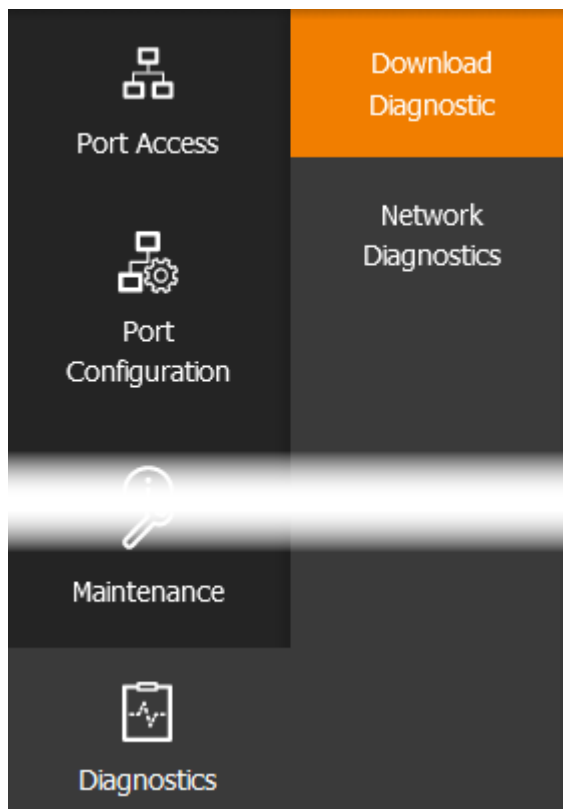 Port Access
Port
Configuration
Maintenance
Diagnostics
Download
Diagnostic
Network
Diagnostics